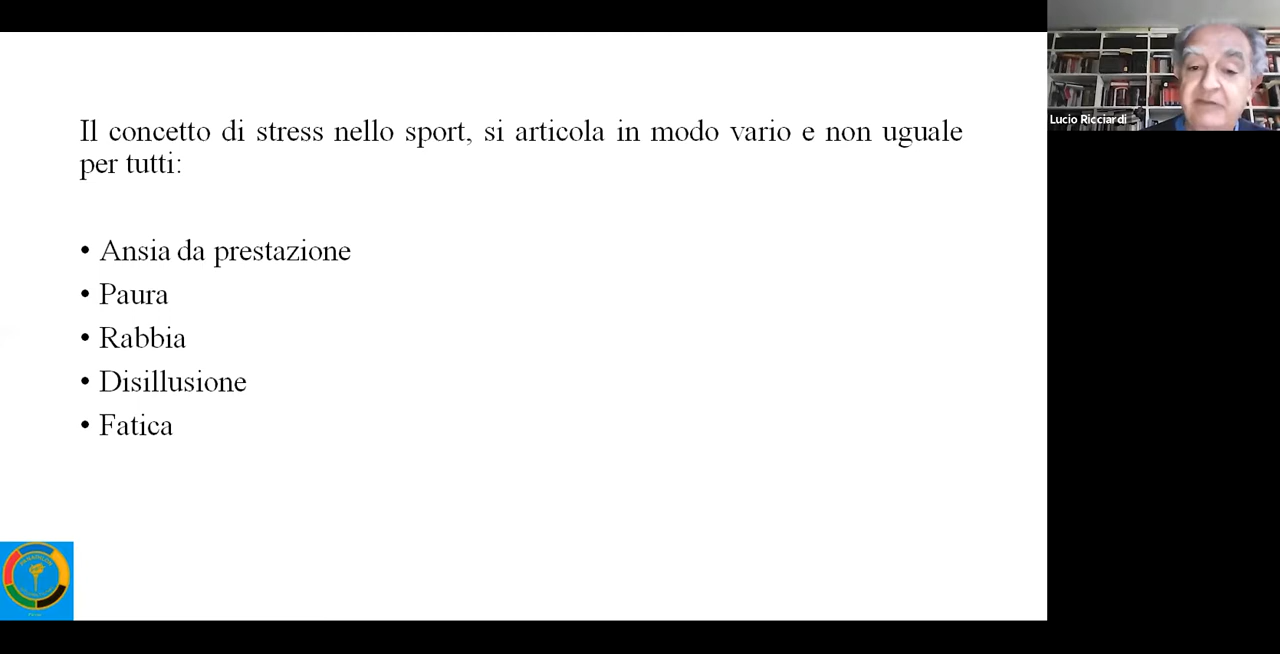 Il concetto di stress nello sport, si articola in modo vario e non uguale
per tutti:
• Ansia da prestazione
• Paura
• Rabbia
• Disillusione
• Fatica
Lucio Ricciardi